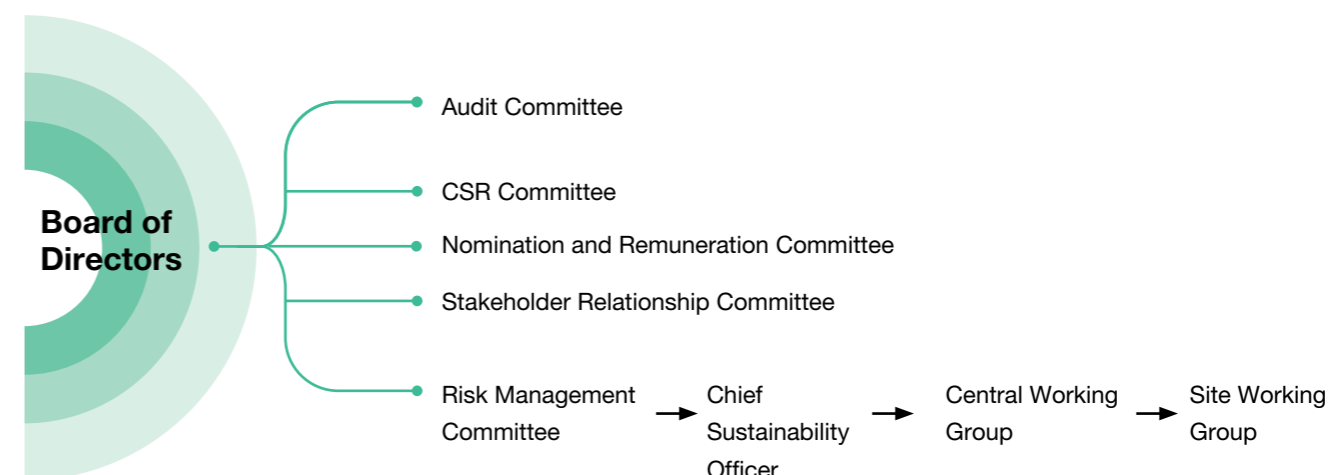 Board of
Directors
Audit Committee
CSR Committee
Nomination and Remuneration Committee
Stakeholder Relationship Committee
Risk Management
Committee
Chief
Sustainability
Officer
Central Working
Group
Site Working
Group